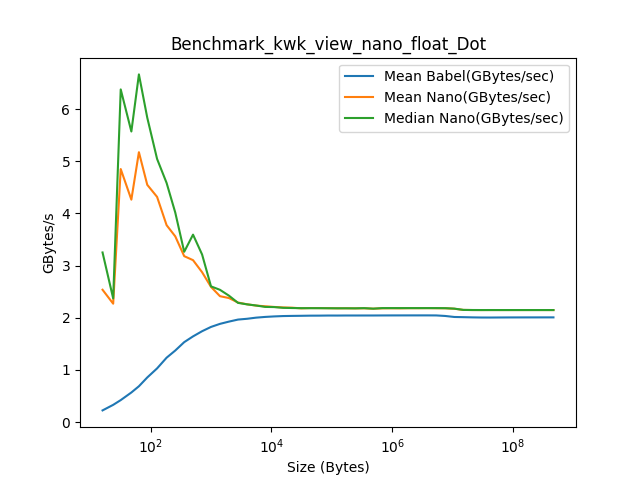 Benchmark_kwk_view_nano_float_Dot
Mean Babel(GBytes/sec)
Mean Nano(GBytes/sec)
Median Nano(GBytes/sec)
GBytes/s
6
5
4
3
2
1
0
10² 10⁴ 10⁶ 10⁸
Size (Bytes)